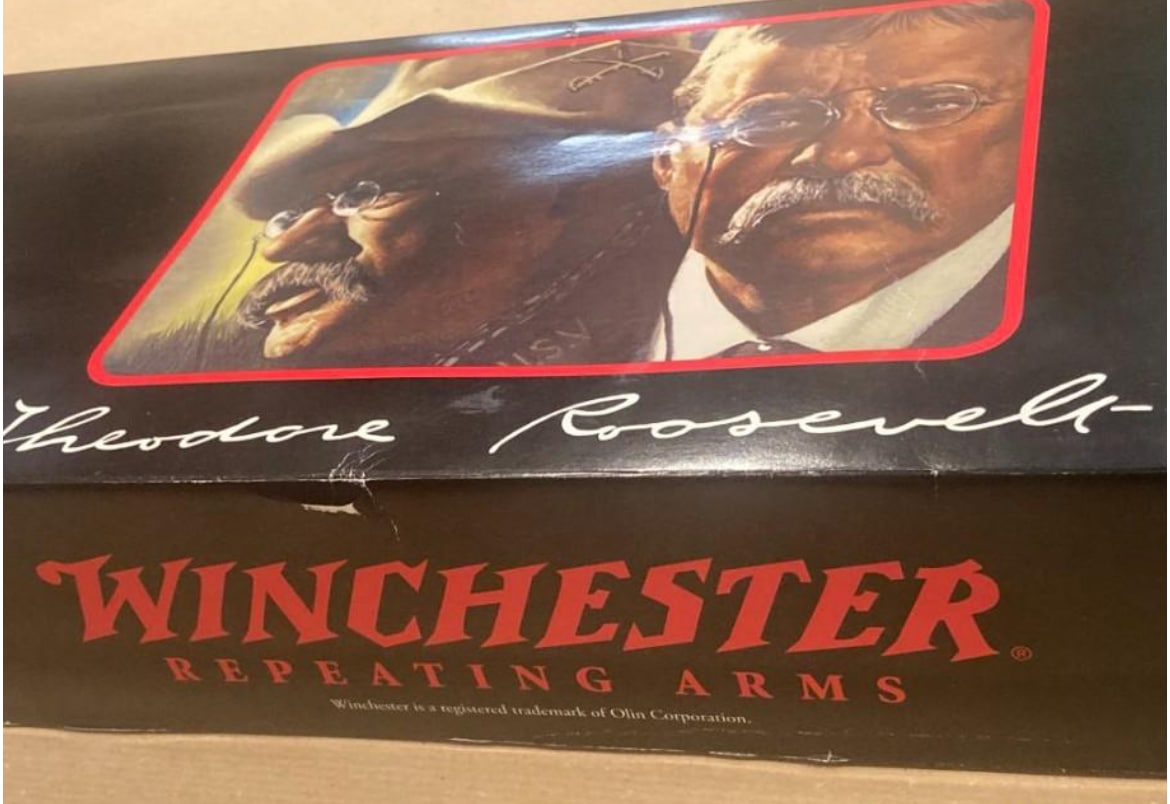 Theodore Roosevelt
WINCHESTER®
REPEATING ARMS
Winchester is a registered trademark of Olin Corporation.